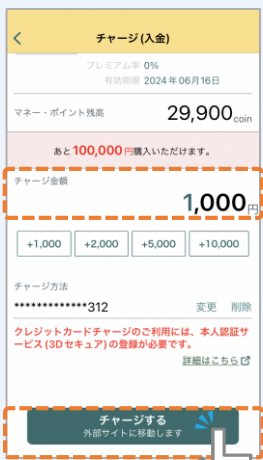 チャージ(入金)
プレミアム率 0%
有効期限 2024年06月16日
マネー・ポイント残高 29,900coin
あと100,000円購入いただけます。
チャージ金額
1,000円
+1,000 +2,000 +5,000 +10,000
チャージ方法
*************312 変更 削除
クレジットカードチャージのご利用には、本人認証サ
ービス(3Dセキュア)の登録が必要です。
詳細はこちら
チャージする
外部サイトに移動します